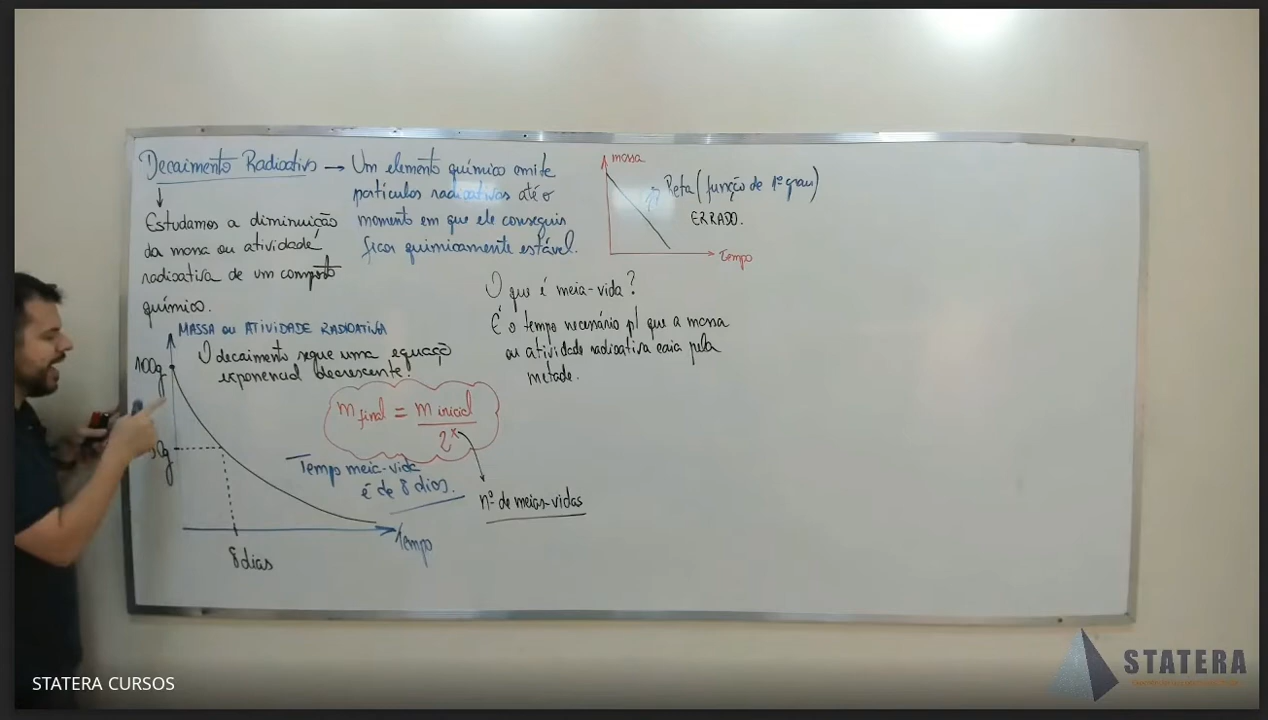 Decaimento Radioativo → Um elemento químico emite
partículas radioativas até o
momento em que ele conseguir
ficar quimicamente estável.
Estudamos a diminuição
da massa ou atividade
radioativa de um composto
químico.
massa
Reta (função de 1º grau)
ERRADO.
Tempo
O que é meia-vida?
É o tempo necessário p/ que a massa
ou atividade radioativa caia pela
metade.
MASSA OU ATIVIDADE RADIOATIVA
O decaimento segue uma equação
exponencial decrescente!
100g
m final = m inicial / 2^x
Tempo meia-vida
é de 8 dias.
nº de meias-vidas
Tempo
8 dias
STATERA CURSOS
STATERA